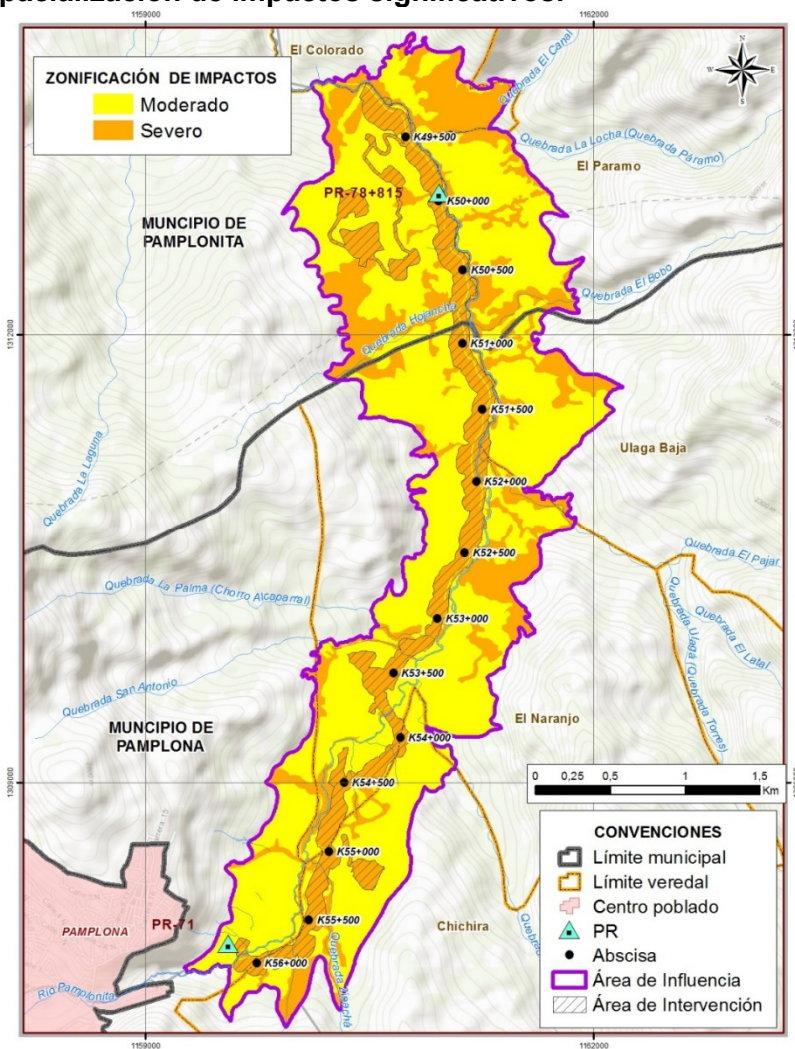 pacialización de impactos significativos.
1159000
1162000
El Colorado
Quebrada El Canal
ZONIFICACIÓN DE IMPACTOS
Moderado
Severo
N
W
E
S
K49+500
Quebrada La Locha (Quebrada Páramo)
El Paramo
PR-78+815
K50+000
MUNCIPIO DE
PAMPLONITA
K50+500
Quebrada El Bobo
Quebrada Hojancha
1312000
K51+000
K51+500
Quebrada La Laguna
Ulaga Baja
K52+000
K52+500
Quebrada El Pajar
Quebrada La Palma (Chorro Alcaparral)
K53+000
Quebrada Ulagá (Quebrada Torres)
Quebrada El Latal
K53+500
Quebrada San Antonio
El Naranjo
MUNCIPIO DE
PAMPLONA
K54+000
1309000
K54+500
0 0,25 0,5 1 1,5
Km
K55+000
CONVENCIONES
Límite municipal
Límite veredal
Centro poblado
PR
Abscisa
Área de Influencia
Área de Intervención
PAMPLONA
PR-71
K55+500
Chichira
K56+000
Río Pamplonita
1159000
1162000